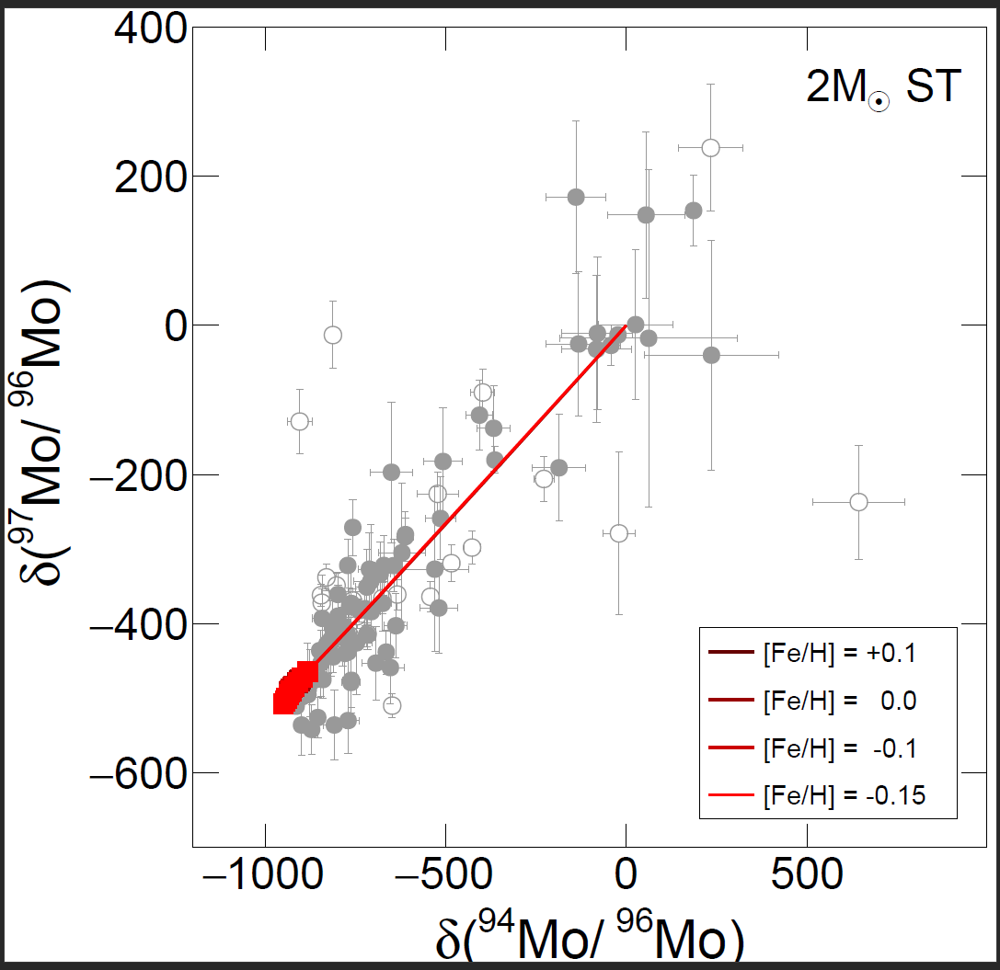 400
200
0
−200
−400
−600
2M☉ ST
[Fe/H] = +0.1
[Fe/H] = 0.0
[Fe/H] = -0.1
[Fe/H] = -0.15
−1000 −500 0 500
δ(⁹⁴Mo/ ⁹⁶Mo)
δ(⁹⁷Mo/ ⁹⁶Mo)